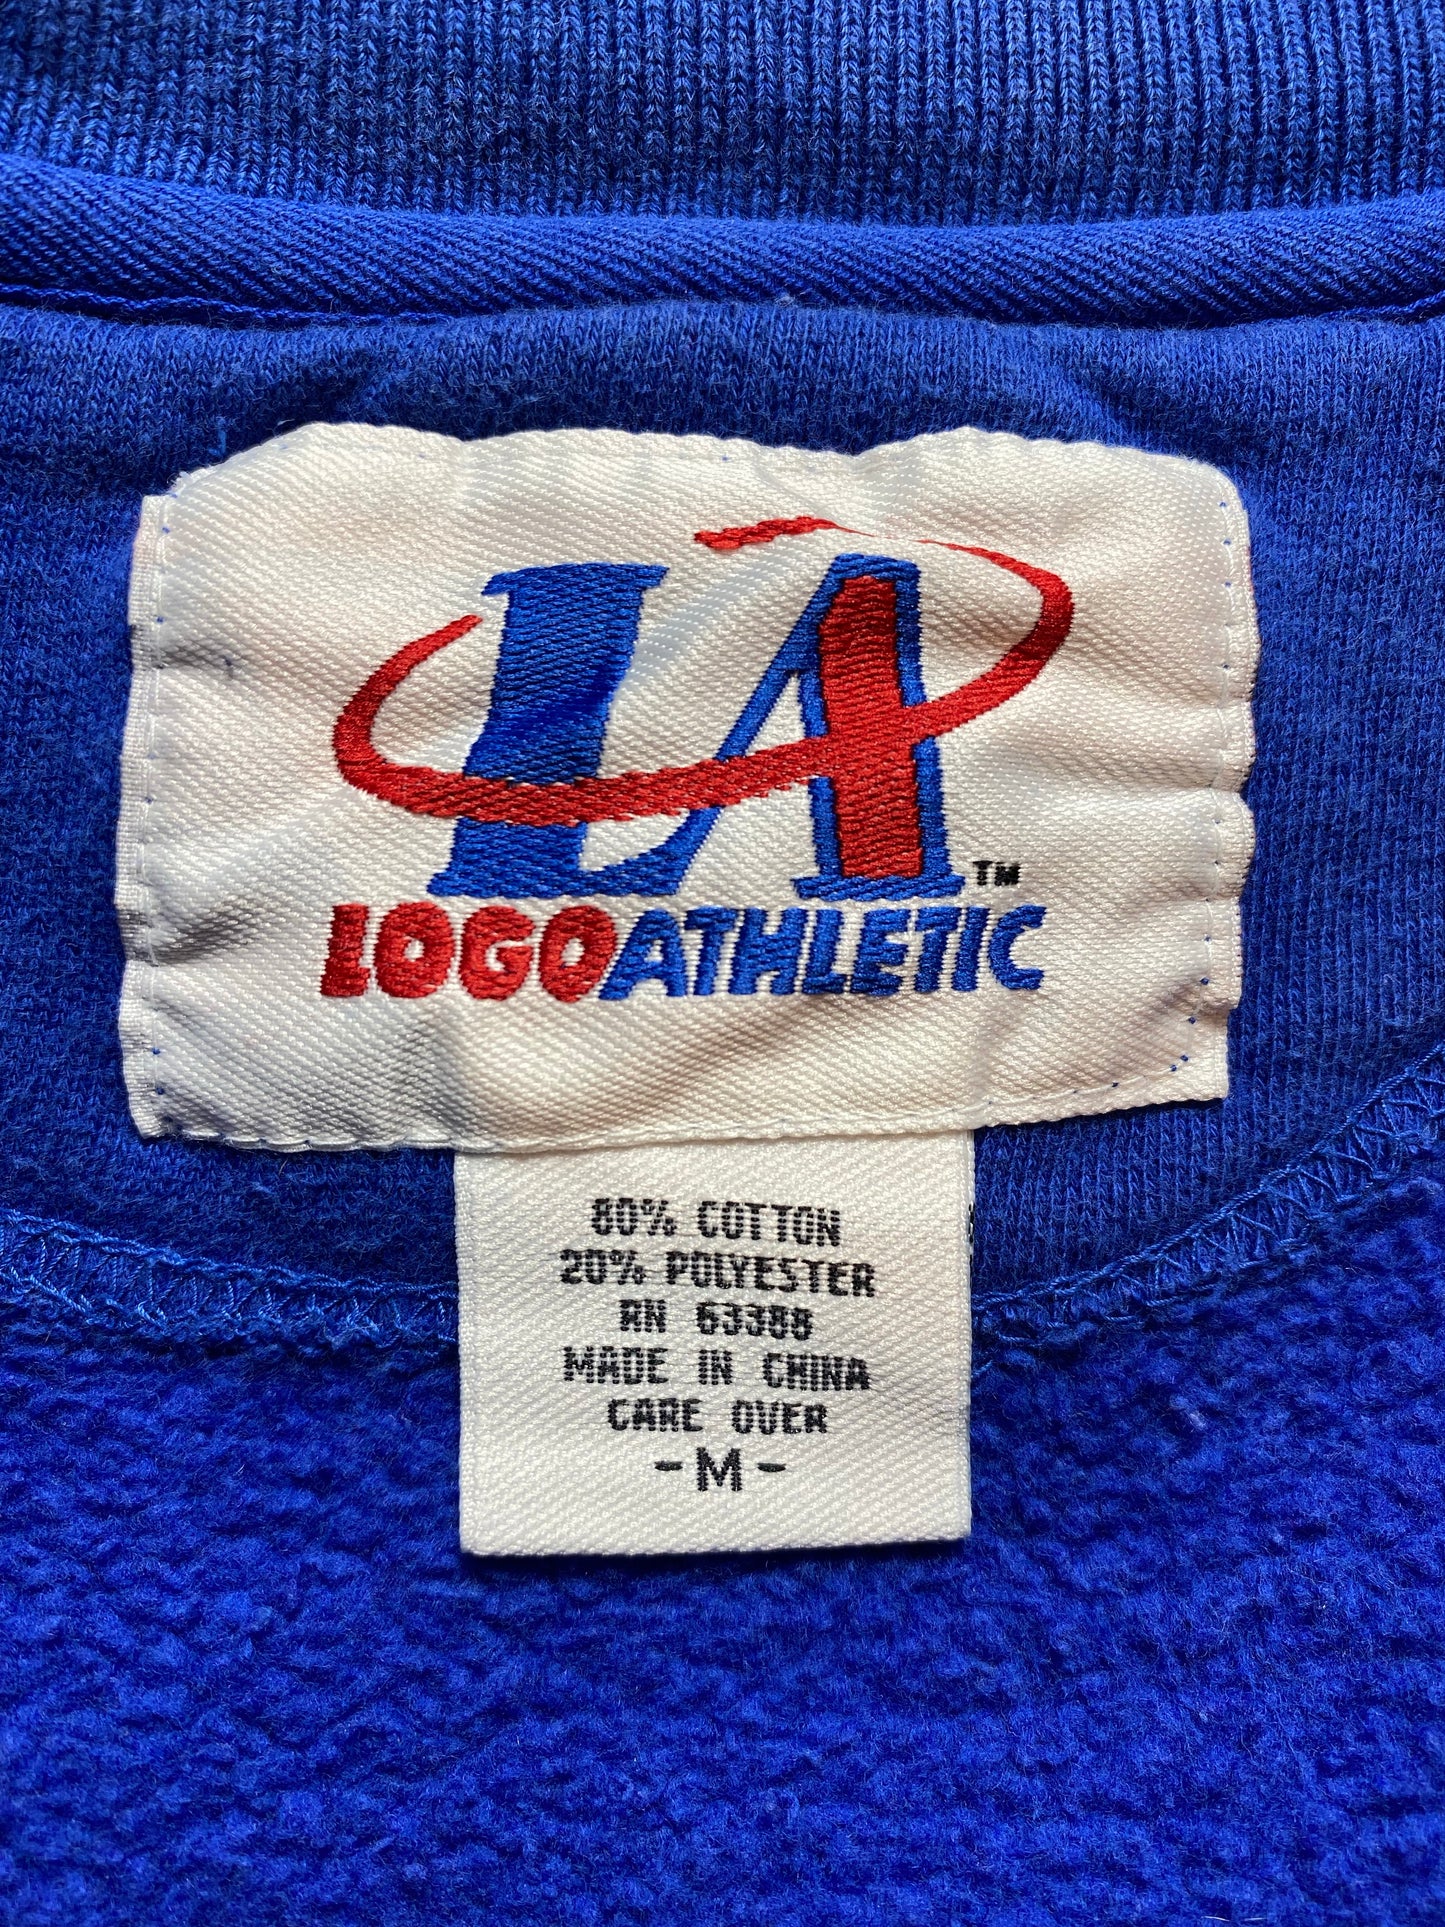 LA
TM
LOGOATHLETIC
80% COTTON
20% POLYESTER
RN 63388
MADE IN CHINA
CARE OVER
-M-